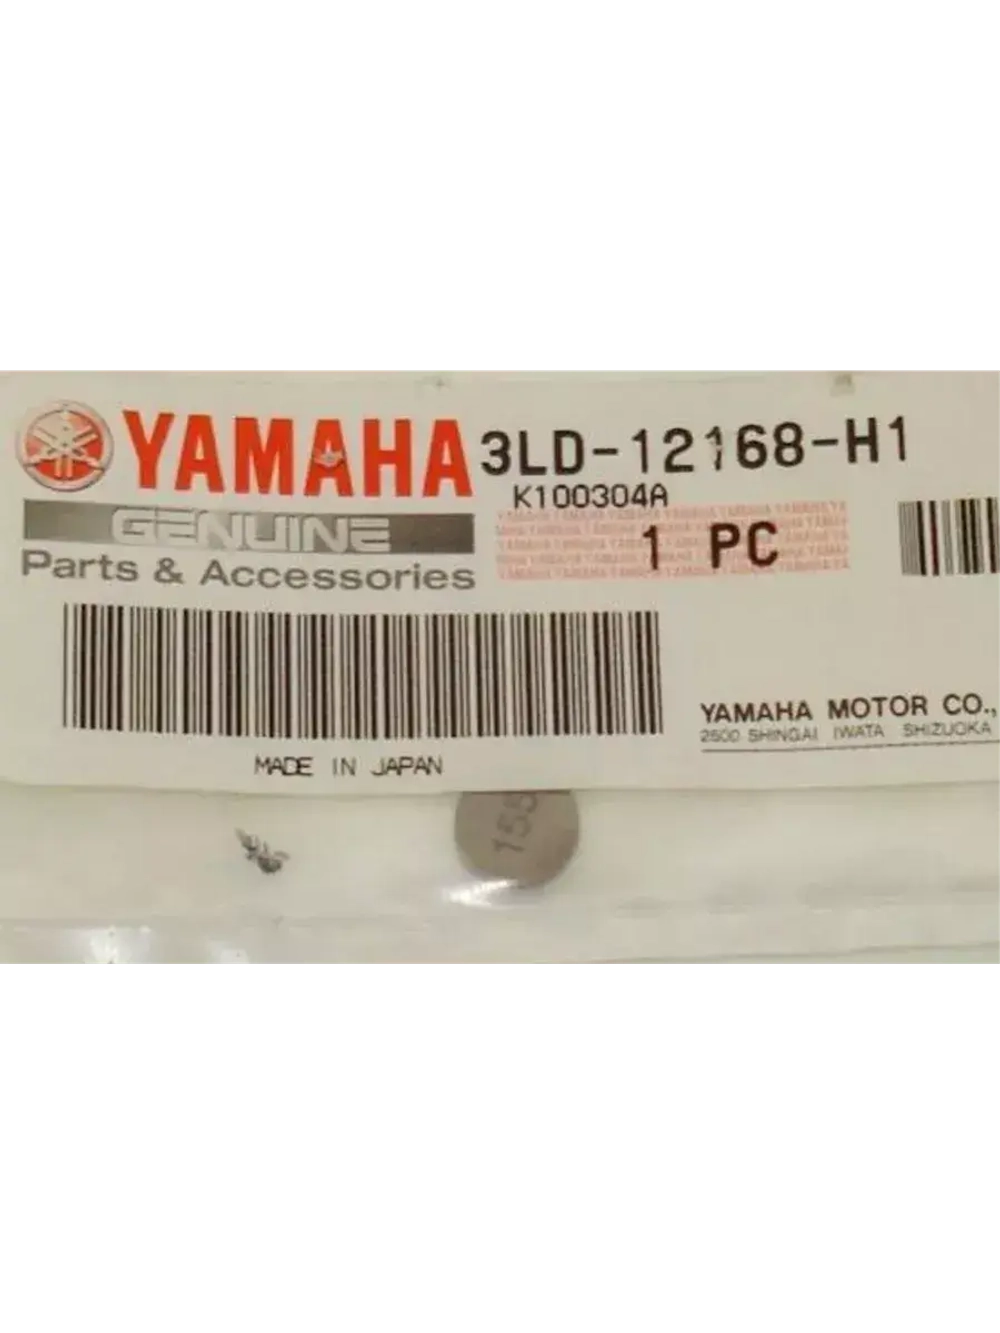 YAMAHA
GENUINE
Parts & Accessories
3LD-12168-H1
K100304A
1 PC
MADE IN JAPAN
YAMAHA MOTOR CO.,
2500 SHINGAI IWATA SHIZUOKA
155